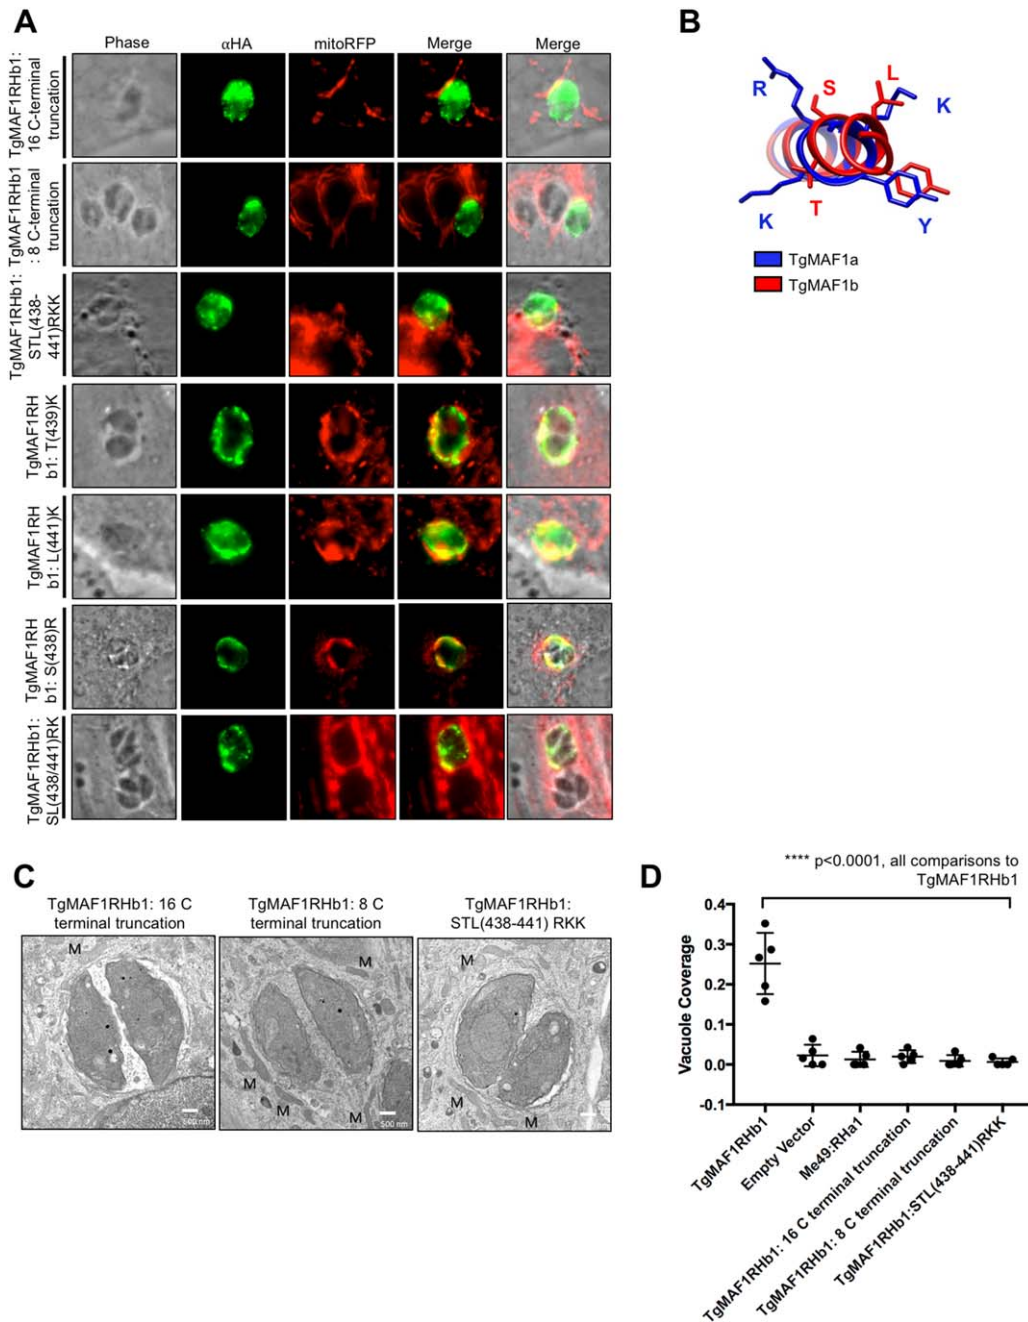 A
Phase αHA mitoRFP Merge Merge
TgMAF1RHb1:
16 C-terminal
truncation
TgMAF1RHb1
: 8 C-terminal
truncation
TgMAF1RHb1:
STL(438-
441)RKK
TgMAF1RH
b1: T(439)K
TgMAF1RH
b1: L(441)K
TgMAF1RH
b1: S(438)R
TgMAF1RHb1:
SL(438/441)RK
B
R S L K
K T Y
TgMAF1a
TgMAF1b
C
TgMAF1RHb1: 16 C
terminal truncation
TgMAF1RHb1: 8 C
terminal truncation
TgMAF1RHb1:
STL(438-441) RKK
M
500 nm
M
M
M
M
500 nm
M
M
D
**** p<0.0001, all comparisons to
TgMAF1RHb1
Vacuole Coverage
0.4
0.3
0.2
0.1
0.0
-0.1
TgMAF1RHb1
Empty Vector
Me49:RHa1
TgMAF1RHb1: 16 C terminal truncation
TgMAF1RHb1: 8 C terminal truncation
TgMAF1RHb1:STL(438-441)RKK